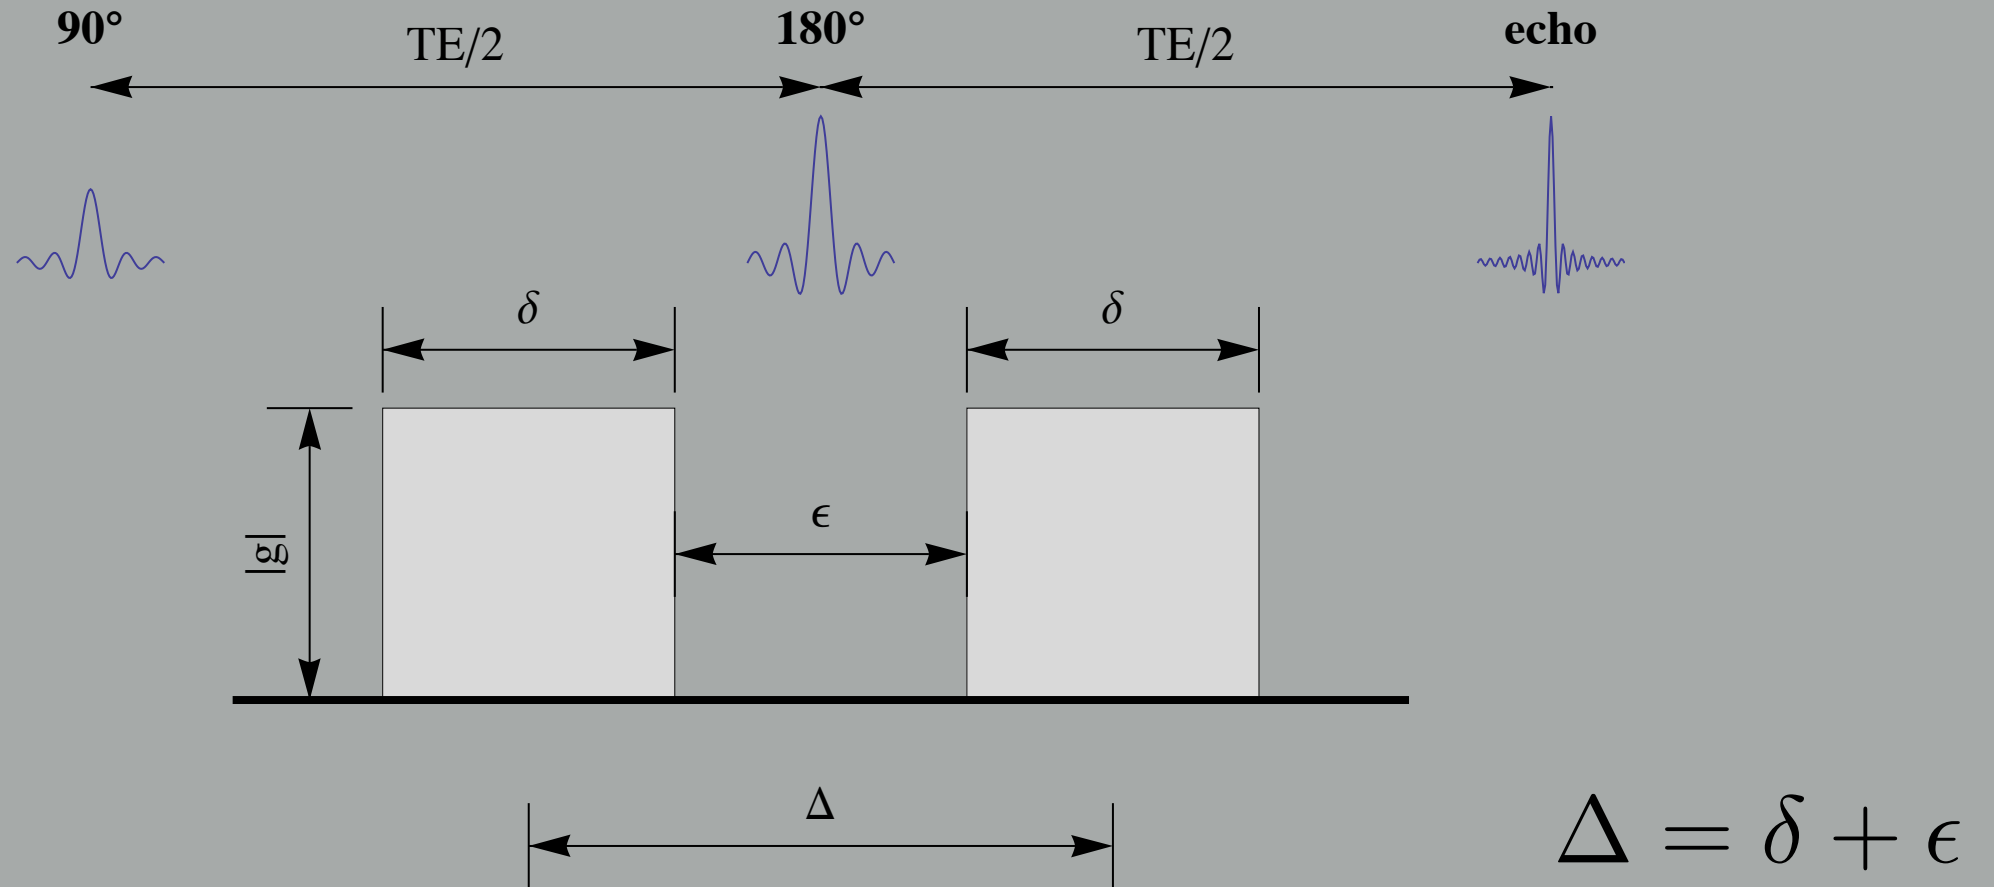 90° 180° echo
TE/2 TE/2
δ δ
ϵ
|g|
Δ
Δ = δ + ϵ